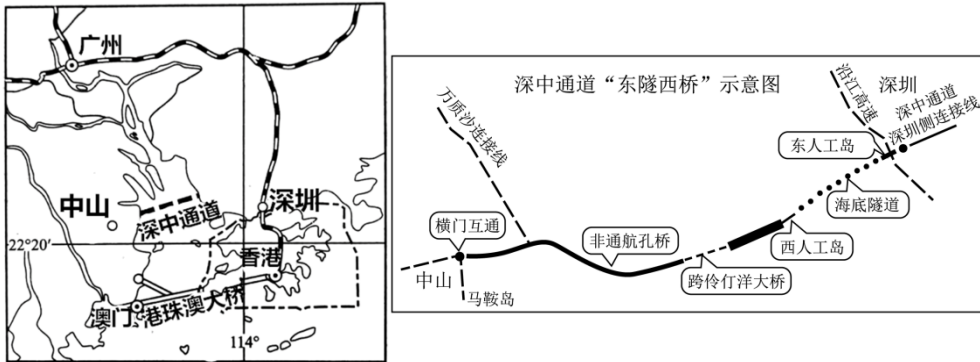 广州
中山
深中通道
深圳
22°20′
香港
澳门
港珠澳大桥
114°
深中通道“东隧西桥”示意图
万质沙连接线
沿江高速
深圳
深中通道
深圳侧连接线
东人工岛
海底隧道
横门互通
非通航孔桥
西人工岛
中山
跨伶仃洋大桥
马鞍岛